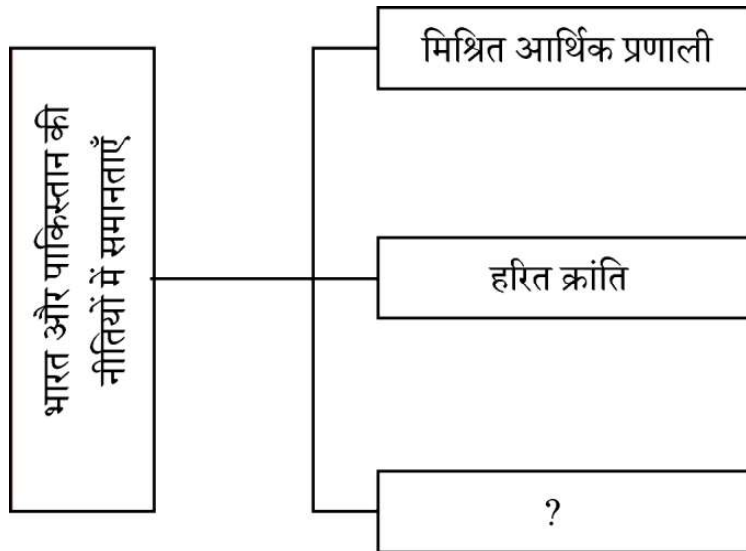 भारत और पाकिस्तान की
नीतियों में समानताएँ
मिश्रित आर्थिक प्रणाली
हरित क्रांति
?